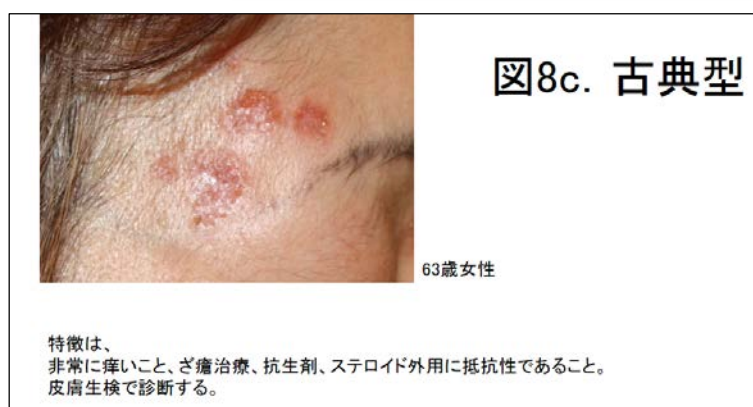 図8c. 古典型
63歳女性
特徴は、
非常に痒いこと、ざ瘡治療、抗生剤、ステロイド外用に抵抗性であること。
皮膚生検で診断する。